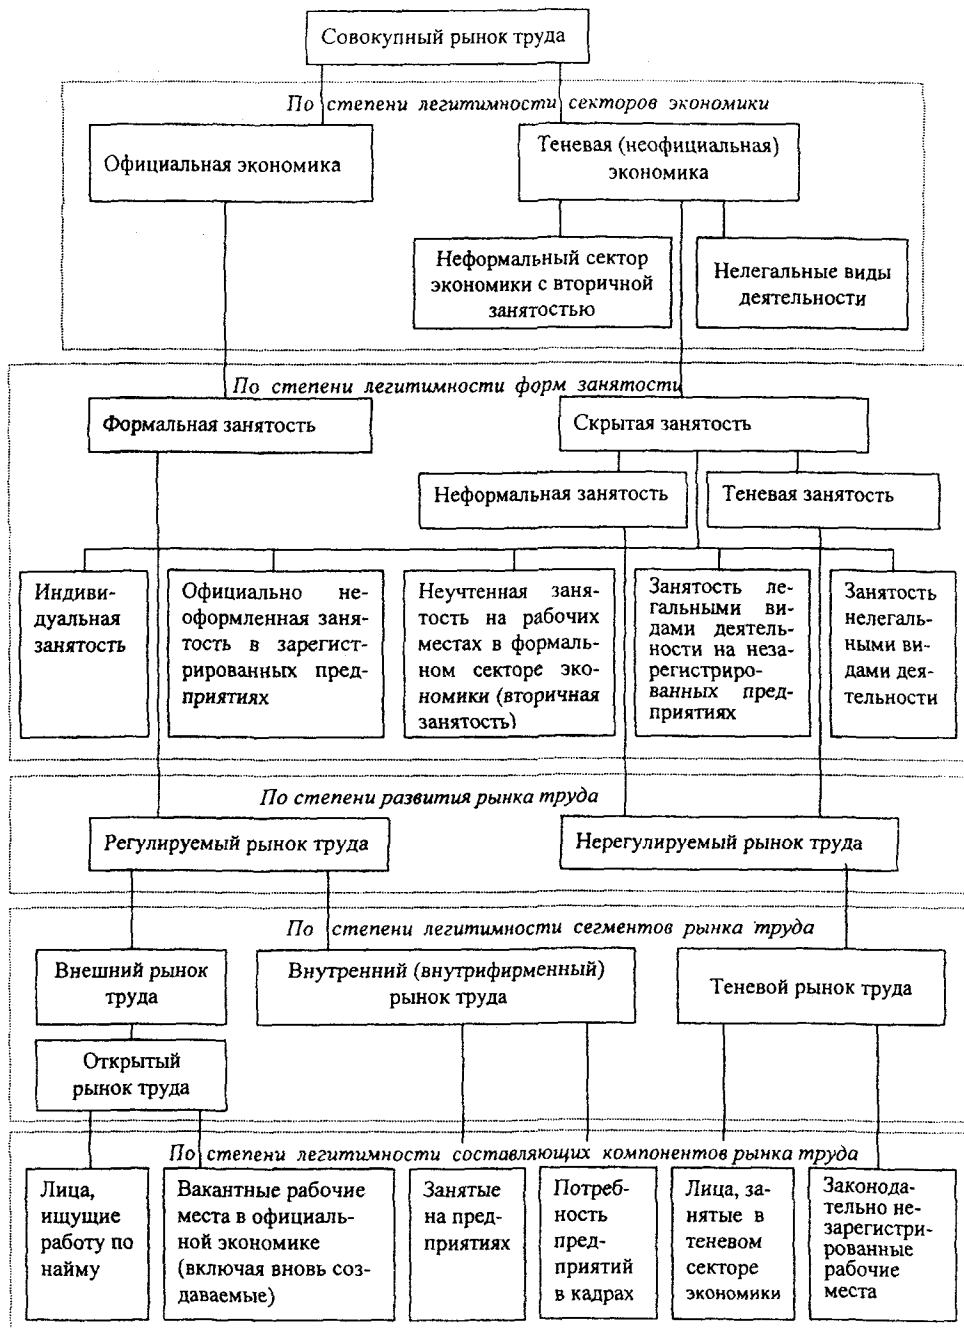 Совокупный рынок труда
По степени легитимности секторов экономики
Официальная экономика
Теневая (неофициальная)
экономика
Неформальный сектор
экономики с вторичной
занятостью
Нелегальные виды
деятельности
По степени легитимности форм занятости
Формальная занятость
Скрытая занятость
Неформальная занятость
Теневая занятость
Индиви-
дуальная
занятость
Официально не-
оформленная заня-
тость в зарегист-
рированных пред-
приятиях
Неучтенная заня-
тость на рабочих
местах в формаль-
ном секторе эко-
номики (вторичная
занятость)
Занятость ле-
гальными ви-
дами деятель-
ности на неза-
регистриро-
ванных пред-
приятиях
Занятость
нелегаль-
ными ви-
дами дея-
тельности
По степени развития рынка труда
Регулируемый рынок труда
Нерегулируемый рынок труда
По степени легитимности сегментов рынка труда
Внешний рынок
труда
Внутренний (внутрифирменный)
рынок труда
Теневой рынок труда
Открытый
рынок труда
По степени легитимности составляющих компонентов рынка труда
Лица,
ищущие
работу по
найму
Вакантные рабочие
места в официаль-
ной экономике
(включая вновь соз-
даваемые)
Занятые
на пред-
приятиях
Потреб-
ность
пред-
приятий
в кадрах
Лица, за-
нятые в
теневом
секторе
экономики
Законода-
тельно не-
зарегистри-
рованные
рабочие
места